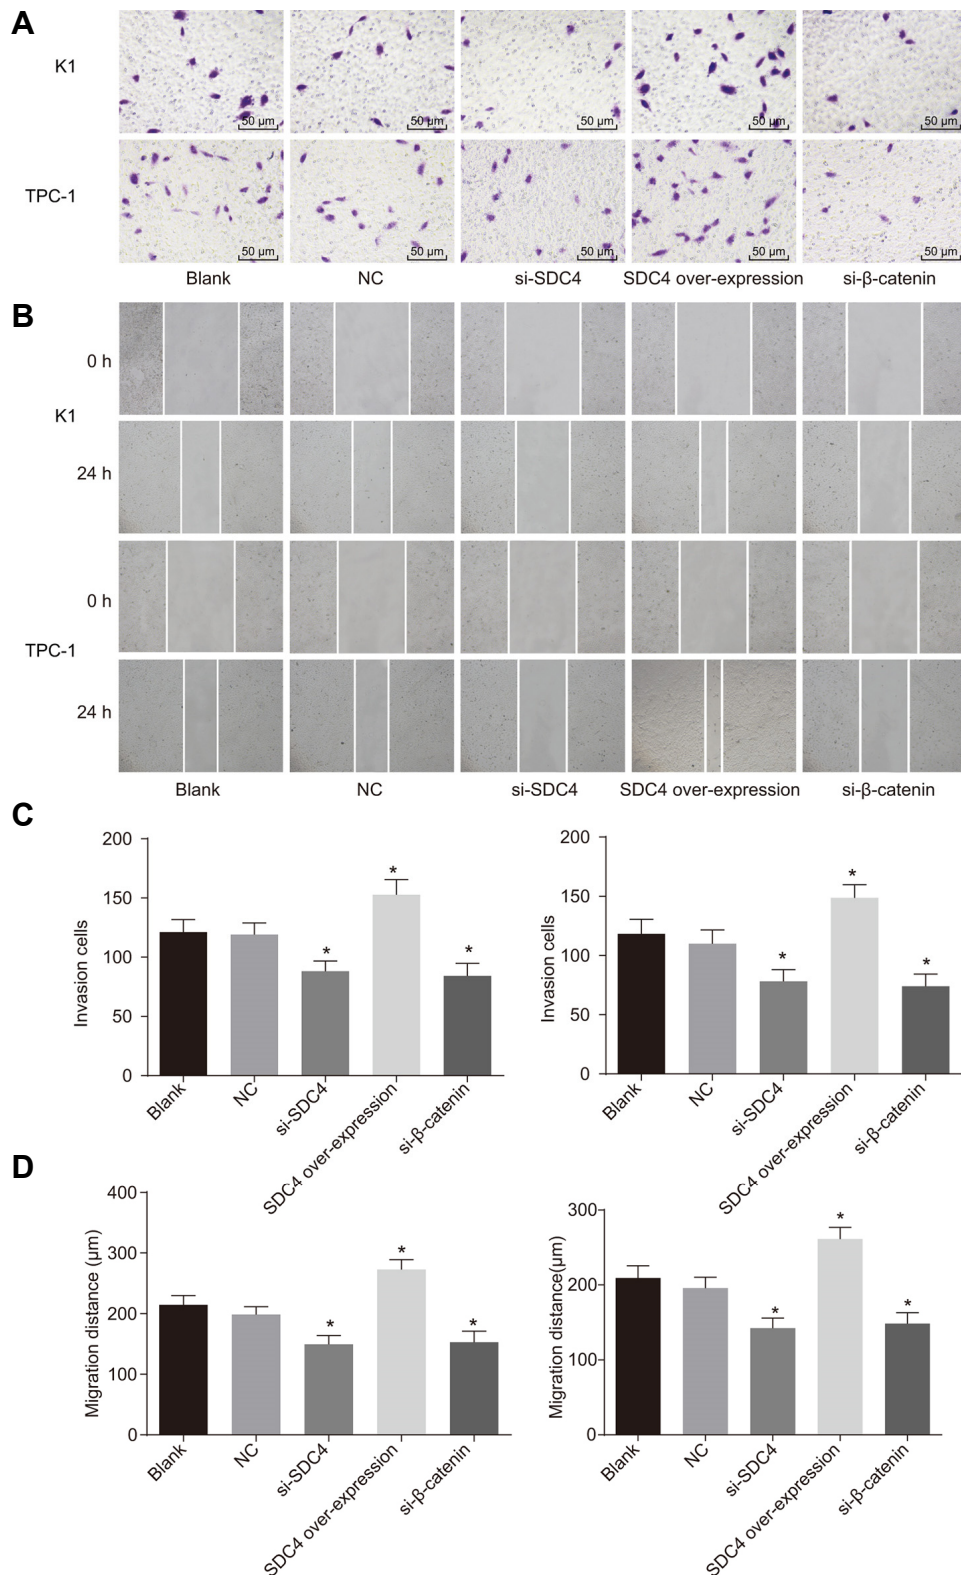 A
K1
50 µm 50 µm 50 µm 50 µm 50 µm
TPC-1
50 µm 50 µm 50 µm 50 µm 50 µm
Blank NC si-SDC4 SDC4 over-expression si-β-catenin
B
0 h
K1
24 h
0 h
TPC-1
24 h
Blank NC si-SDC4 SDC4 over-expression si-β-catenin
C
Invasion cells
200
150
100
50
0
* * *
Blank NC si-SDC4 SDC4 over-expression si-β-catenin
Invasion cells
200
150
100
50
0
* * *
Blank NC si-SDC4 SDC4 over-expression si-β-catenin
D
Migration distance (µm)
400
300
200
100
0
* * *
Blank NC si-SDC4 SDC4 over-expression si-β-catenin
Migration distance(µm)
300
200
100
0
* * *
Blank NC si-SDC4 SDC4 over-expression si-β-catenin